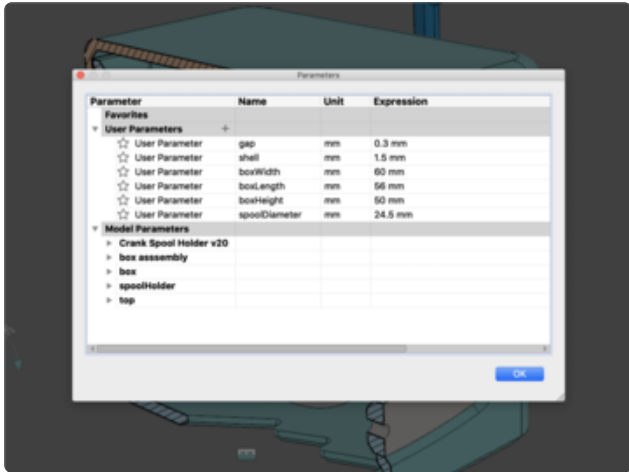 Parameters
Parameter Name Unit Expression
Favorites
User Parameters +
User Parameter gap mm 0.3 mm
User Parameter shell mm 1.5 mm
User Parameter boxWidth mm 60 mm
User Parameter boxLength mm 56 mm
User Parameter boxHeight mm 50 mm
User Parameter spoolDiameter mm 24.5 mm
Model Parameters
Crank Spool Holder v20
box asssembly
box
spoolHolder
top
OK